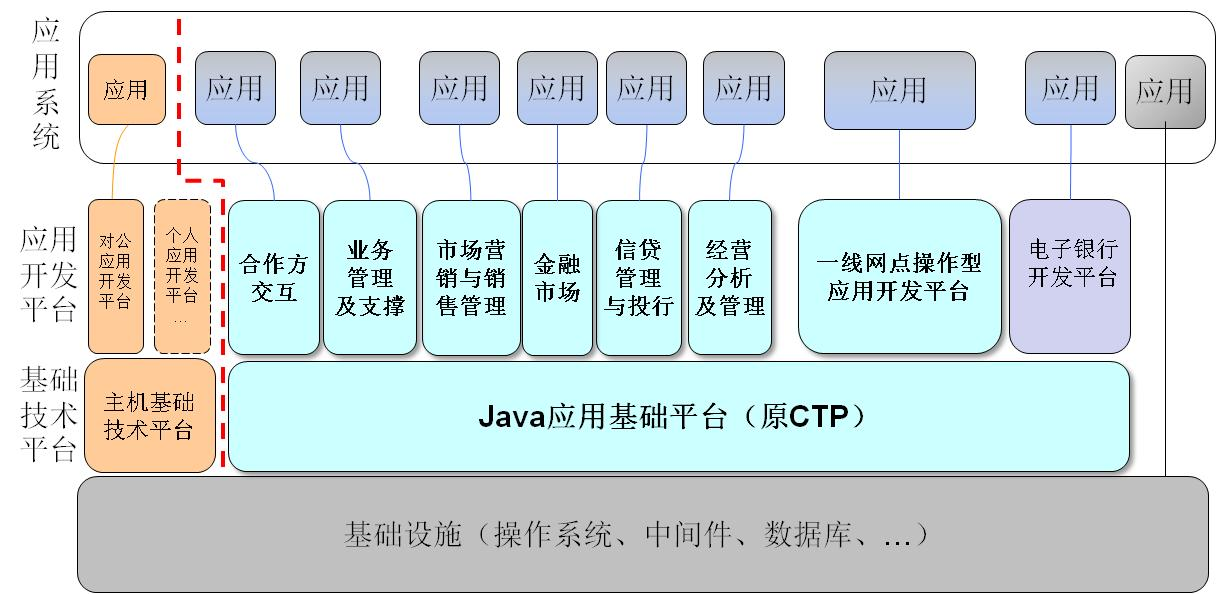 应
用
系
统
应用
应用
应用
应用
应用
应用
应用
应用
应用
应用
应用
开发
平台
对公
应用
开发
平台
个人
应用
开发
平台
...
合作方
交互
业务
管理
及支撑
市场营
销与销
售管理
金融
市场
信贷
管理
与投行
经营
分析
及管理
一线网点操作型
应用开发平台
电子银行
开发平台
基础
技术
平台
主机基础
技术平台
Java应用基础平台（原CTP）
基础设施（操作系统、中间件、数据库、...）